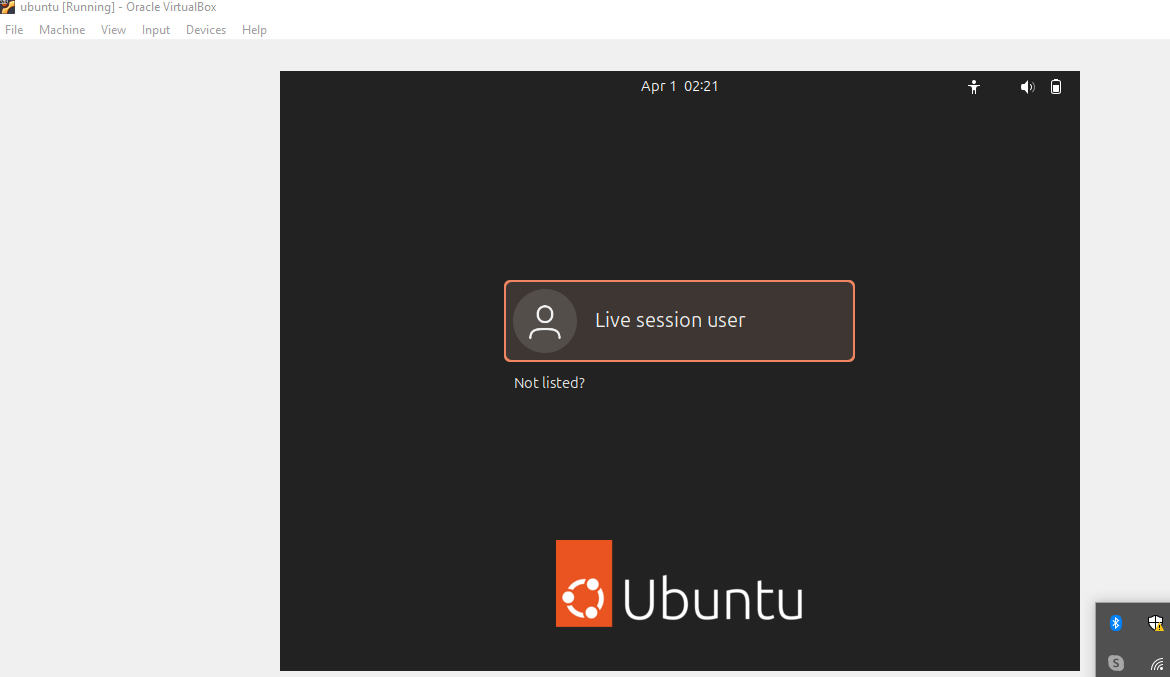 ubuntu [Running] - Oracle VirtualBox
File Machine View Input Devices Help
Apr 1 02:21
Live session user
Not listed?
Ubuntu
S